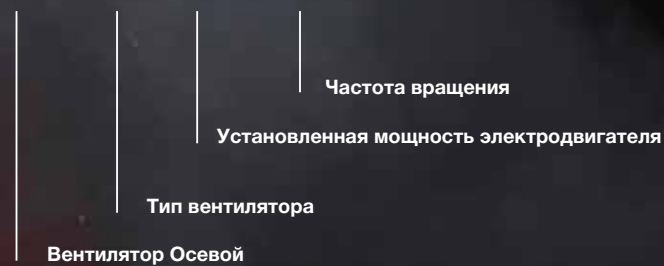 Частота вращения
Установленная мощность электродвигателя
Тип вентилятора
Вентилятор Осевой